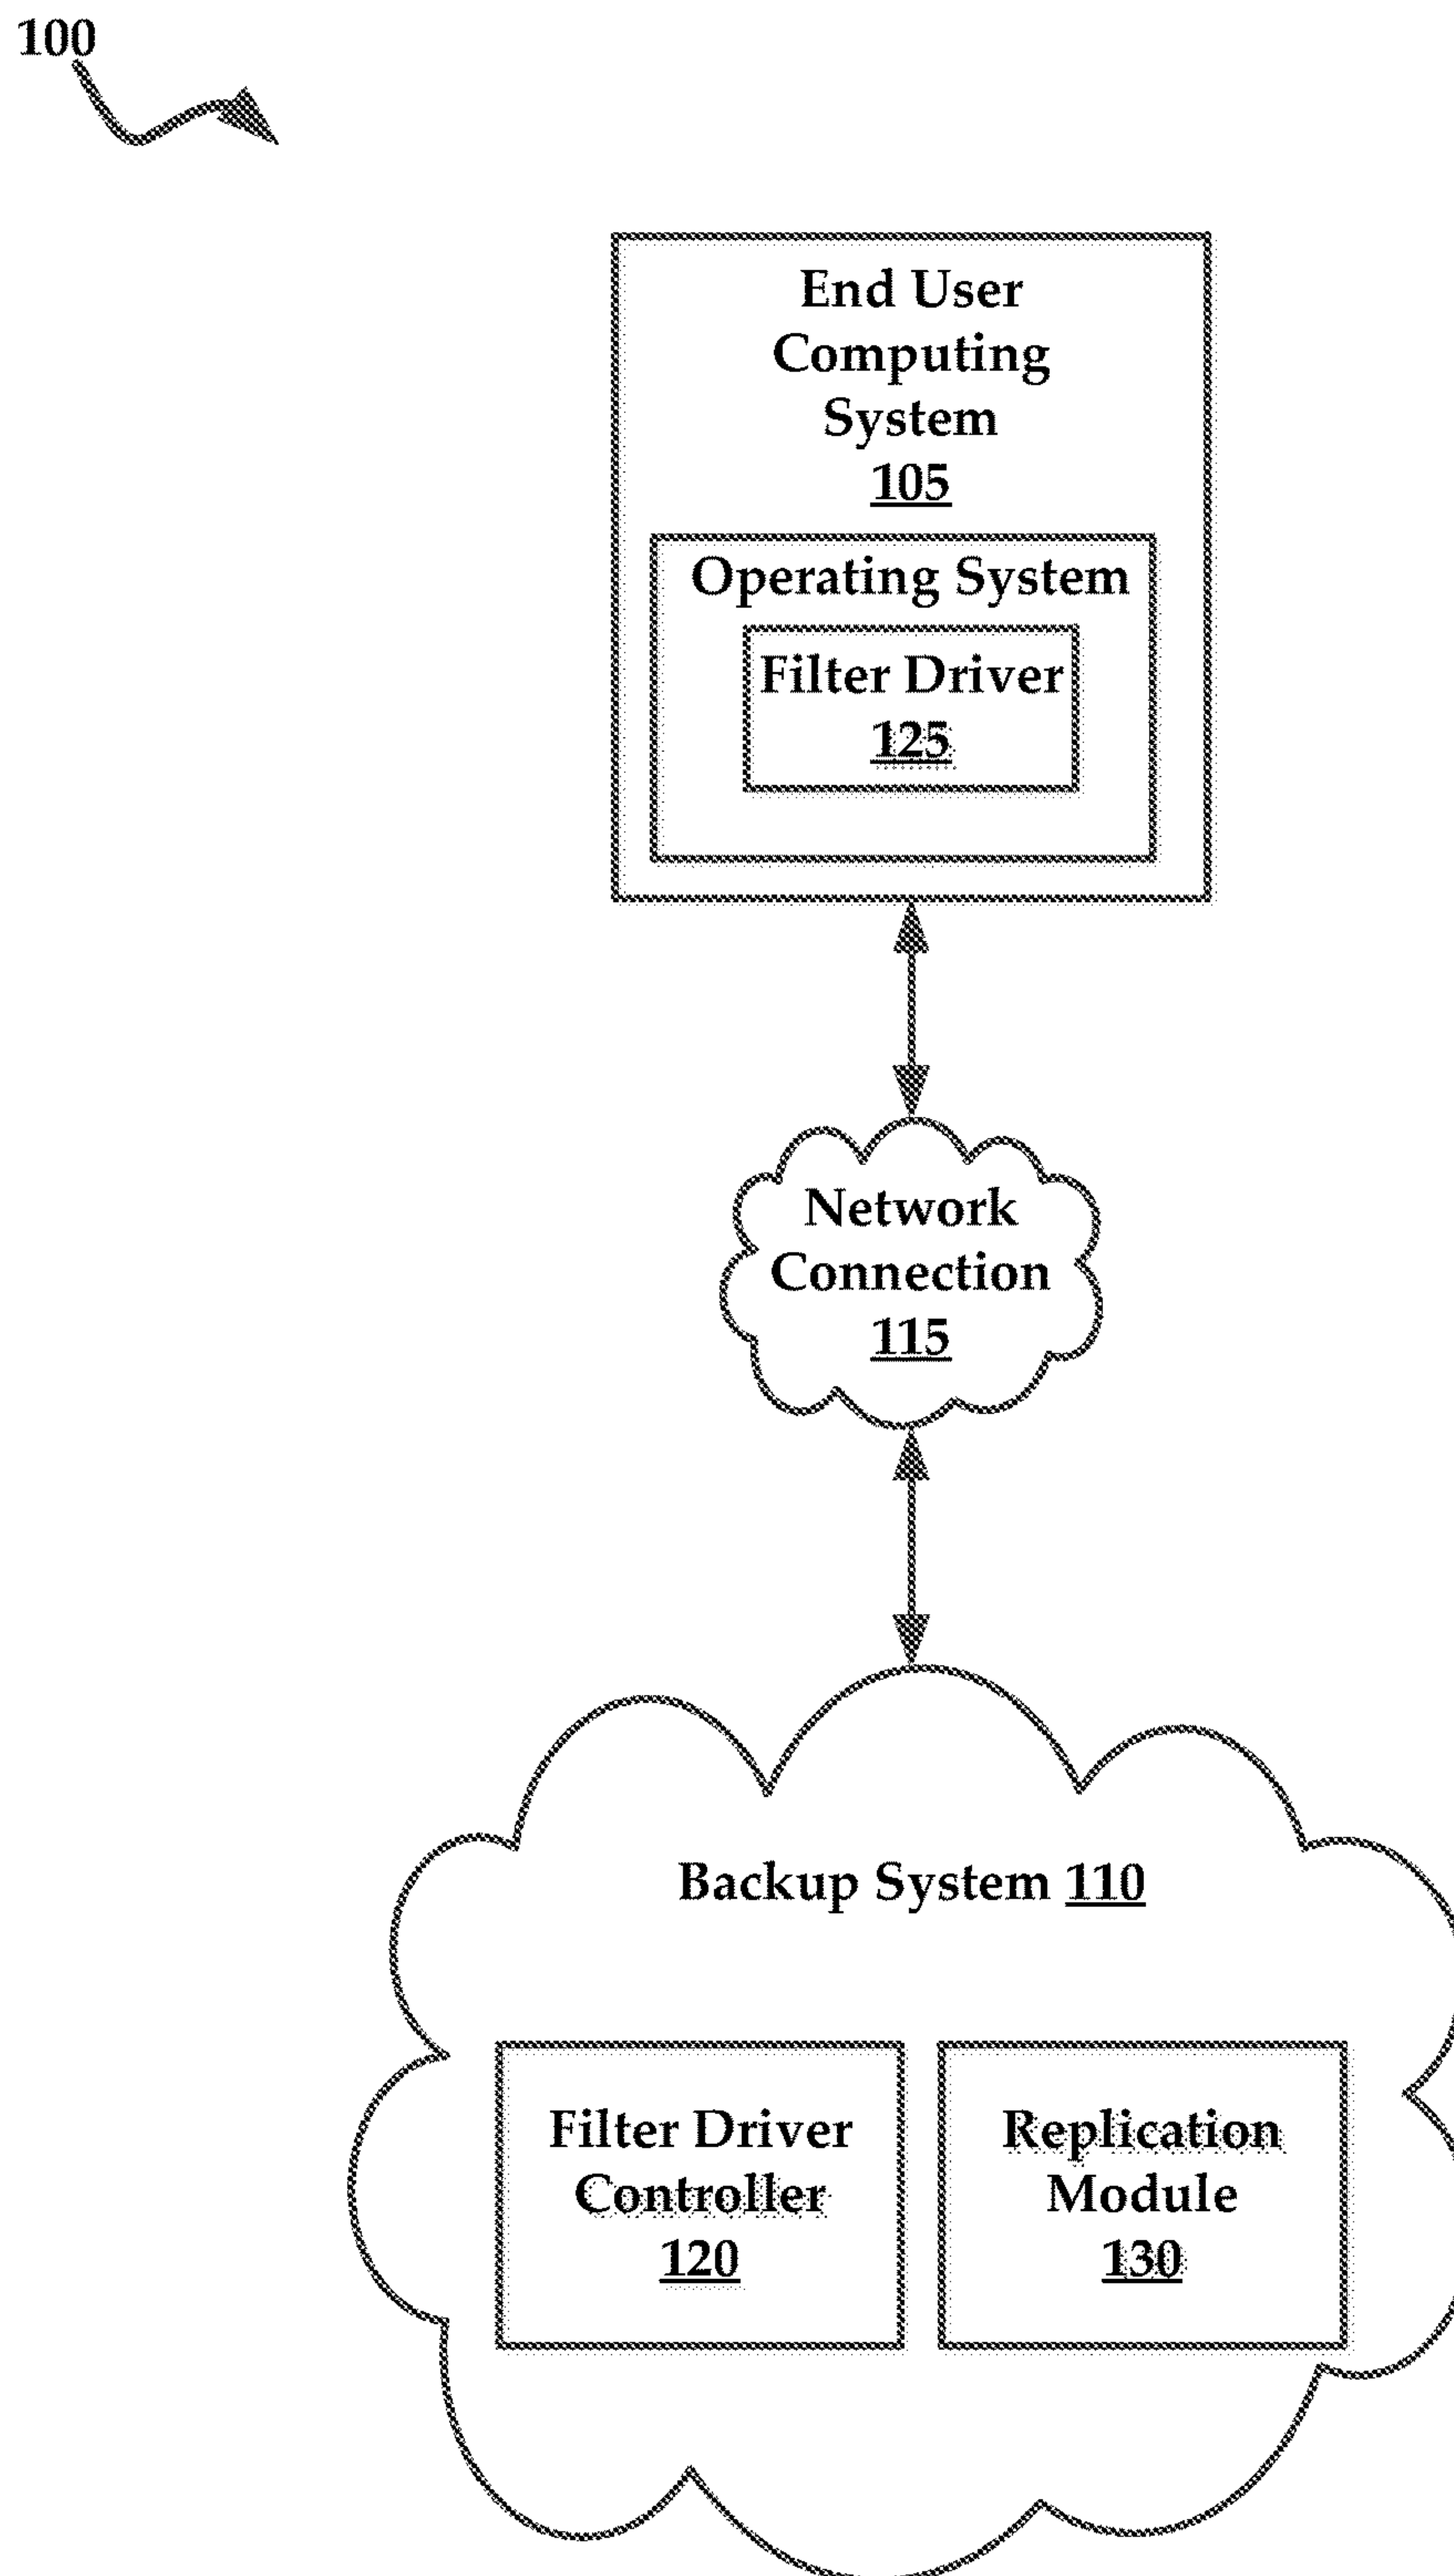 100
End User
Computing
System
105
Operating System
Filter Driver
125
Network
Connection
115
Backup System 110
Filter Driver
Controller
120
Replication
Module
130